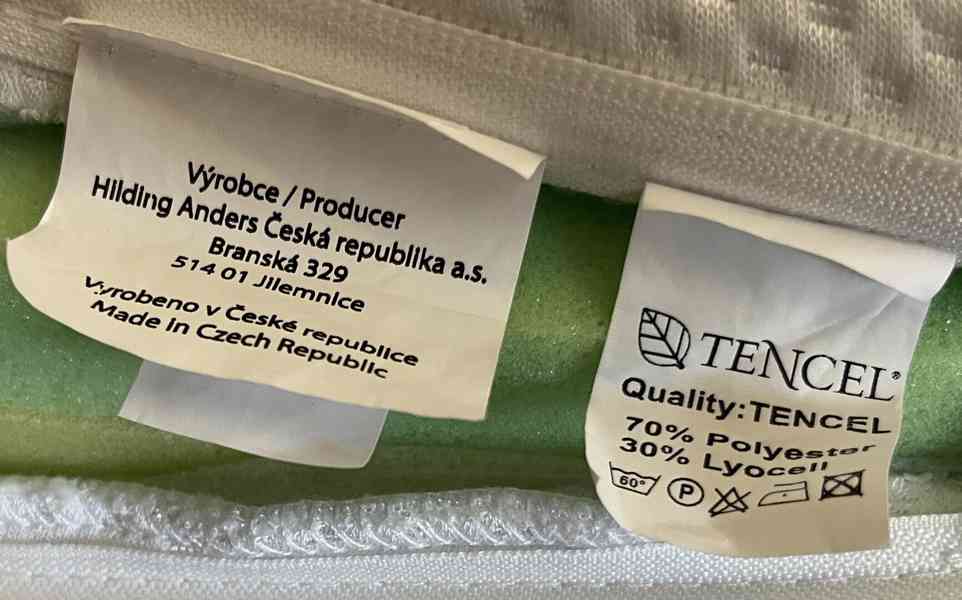 Výrobce / Producer
Hilding Anders Česká republika a.s.
Branská 329
514 01 Jilemnice
Vyrobeno v České republice
Made in Czech Republic
TENCEL®
Quality:TENCEL
70% Polyester
30% Lyocell
60° P